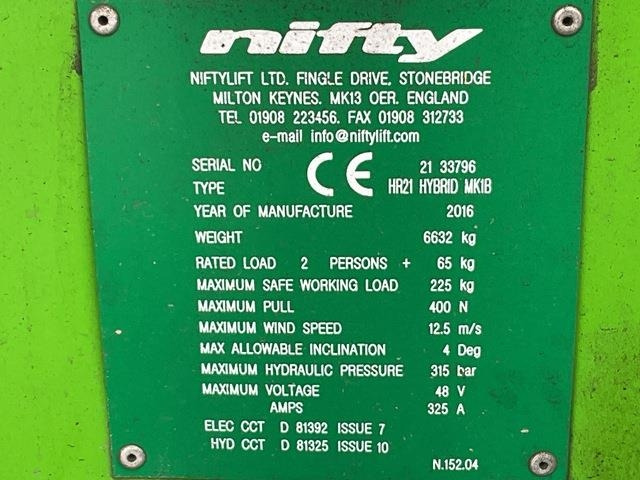 nifty
NIFTYLIFT LTD. FINGLE DRIVE, STONEBRIDGE
MILTON KEYNES. MK13 OER. ENGLAND
TEL 01908 223456. FAX 01908 312733
e-mail info@niftylift.com
SERIAL NO CE 21 33796
TYPE HR21 HYBRID MK1B
YEAR OF MANUFACTURE 2016
WEIGHT 6632 kg
RATED LOAD 2 PERSONS + 65 kg
MAXIMUM SAFE WORKING LOAD 225 kg
MAXIMUM PULL 400 N
MAXIMUM WIND SPEED 12.5 m/s
MAX ALLOWABLE INCLINATION 4 Deg
MAXIMUM HYDRAULIC PRESSURE 315 bar
MAXIMUM VOLTAGE 48 V
AMPS 325 A
ELEC CCT D 81392 ISSUE 7
HYD CCT D 81325 ISSUE 10
N.152.04